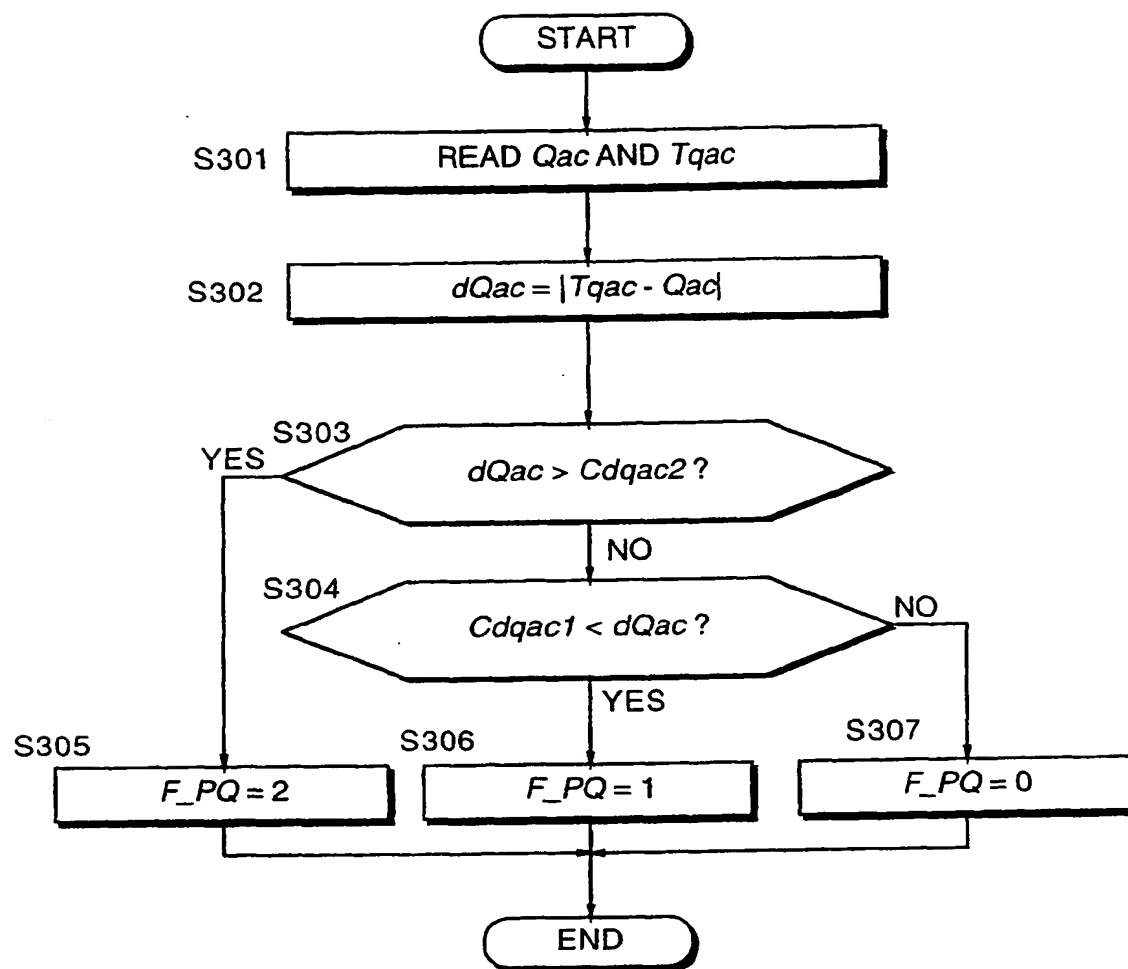 START
S301
READ Qac AND Tqac
S302
dQac = |Tqac - Qac|
S303
YES
dQac > Cdqac2 ?
NO
S304
Cdqac1 < dQac ?
NO
YES
S305
F_PQ = 2
S306
F_PQ = 1
S307
F_PQ = 0
END